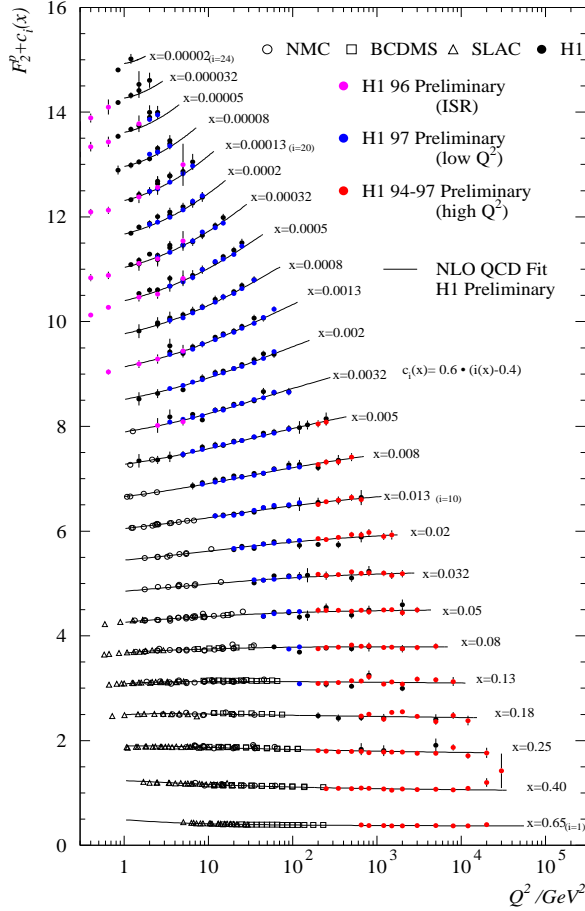 F₂ᵖ+cᵢ(x)
○ NMC □ BCDMS △ SLAC ● H1
H1 96 Preliminary
(ISR)
H1 97 Preliminary
(low Q²)
H1 94-97 Preliminary
(high Q²)
NLO QCD Fit
H1 Preliminary
cᵢ(x)= 0.6 • (i(x)-0.4)
x=0.00002 (i=24)
x=0.000032
x=0.00005
x=0.00008
x=0.00013 (i=20)
x=0.0002
x=0.00032
x=0.0005
x=0.0008
x=0.0013
x=0.002
x=0.0032
x=0.005
x=0.008
x=0.013 (i=10)
x=0.02
x=0.032
x=0.05
x=0.08
x=0.13
x=0.18
x=0.25
x=0.40
x=0.65 (i=1)
16
14
12
10
8
6
4
2
0
1 10 10² 10³ 10⁴ 10⁵
Q² /GeV²